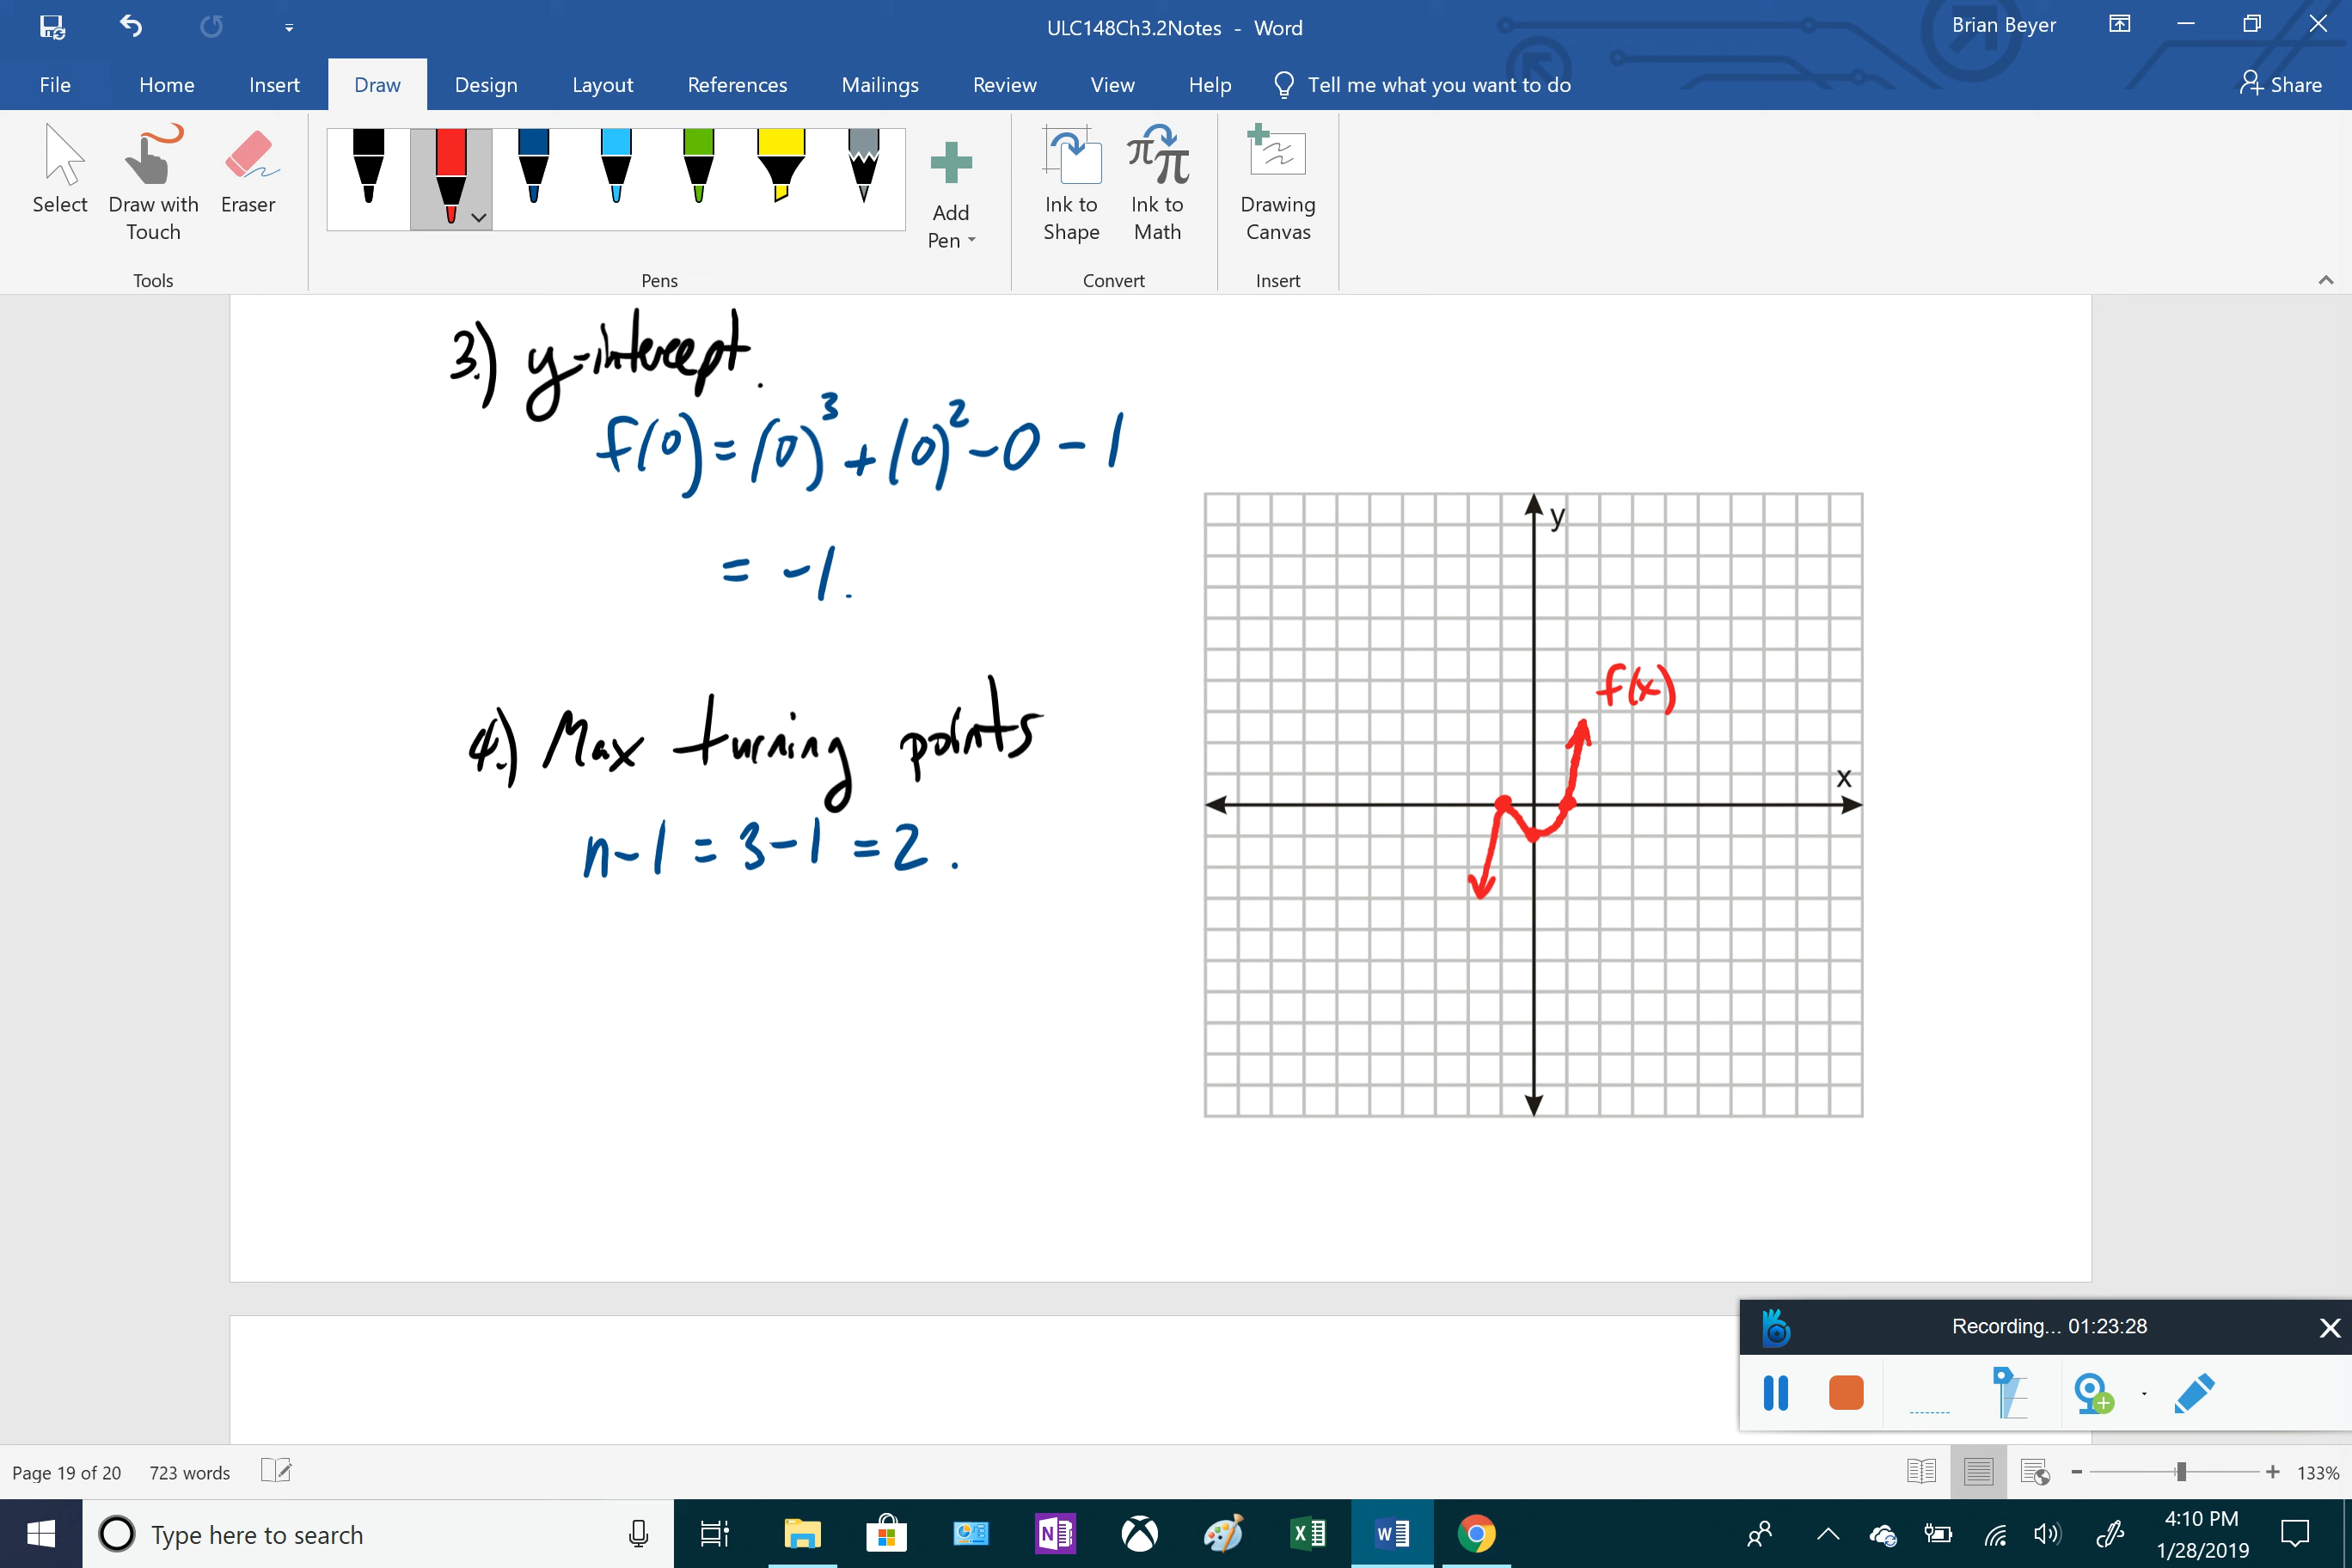 ULC148Ch3.2Notes - Word
Brian Beyer
File Home Insert Draw Design Layout References Mailings Review View Help Tell me what you want to do Share
Select
Draw with Touch
Eraser
Add Pen
Ink to Shape
Ink to Math
Drawing Canvas
Tools Pens Convert Insert
3.) y-intercept.
f(0) = (0)³ + (0)² - 0 - 1
= -1.
4.) Max turning points
n-1 = 3-1 = 2.
y
f(x)
x
Recording... 01:23:28
Page 19 of 20 723 words 133%
Type here to search
4:10 PM
1/28/2019